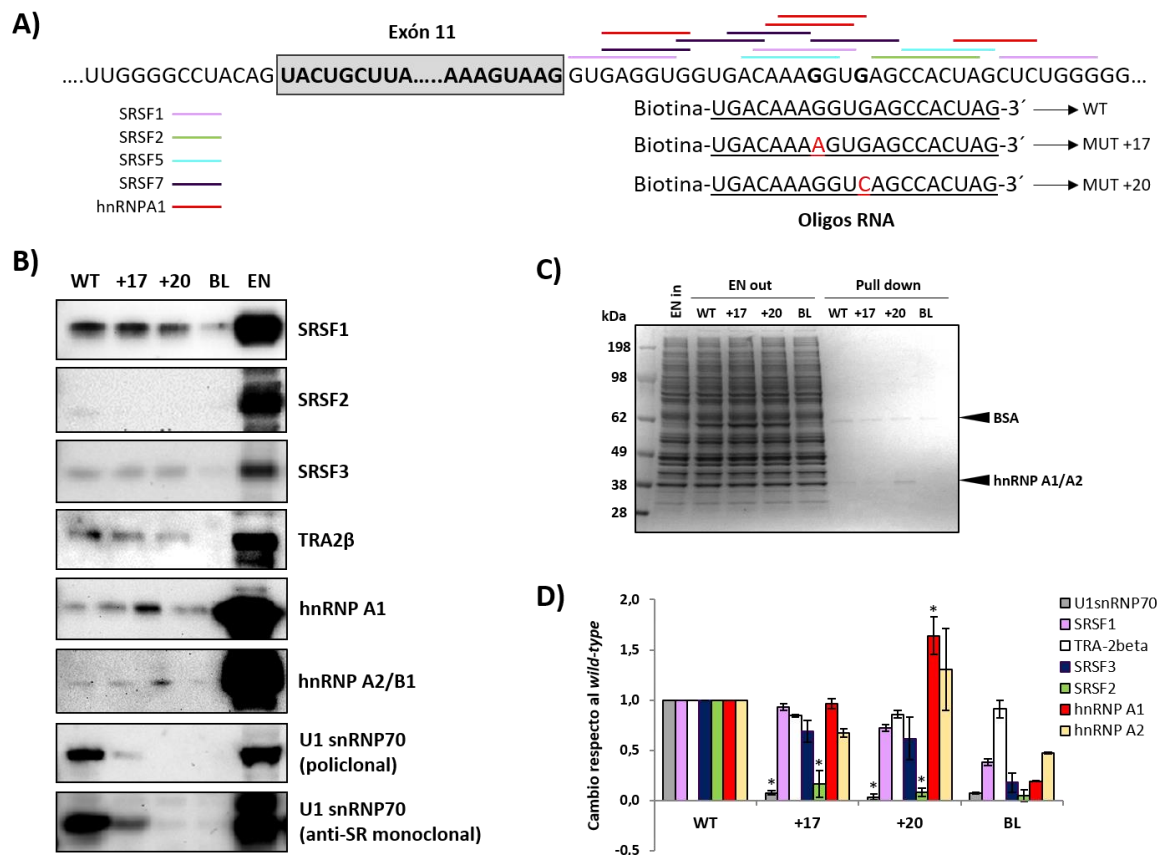 A)
Exón 11
....UUGGGGCCUACAG UACUGCUUA.....AAAGUAAG GUGAGGUGGUGACAAAGGUGAGCCACUAGCUCUGGGGG...
SRSF1
SRSF2
SRSF5
SRSF7
hnRNPA1
Biotina-UGACAAAGGUGAGCCACUAG-3´ WT
Biotina-UGACAAAAGUGAGCCACUAG-3´ MUT +17
Biotina-UGACAAAGGUCAGCCACUAG-3´ MUT +20
Oligos RNA
B)
WT +17 +20 BL EN
SRSF1
SRSF2
SRSF3
TRA2β
hnRNP A1
hnRNP A2/B1
U1 snRNP70
(policlonal)
U1 snRNP70
(anti-SR monoclonal)
C)
EN in
EN out
Pull down
WT +17 +20 BL WT +17 +20 BL
kDa
198
98
62
49
38
28
BSA
hnRNP A1/A2
D)
Cambio respecto al wild-type
2,0
1,5
1,0
0,5
0,0
-0.5
* * * * *
WT +17 +20 BL
U1snRNP70
SRSF1
TRA-2beta
SRSF3
SRSF2
hnRNP A1
hnRNP A2